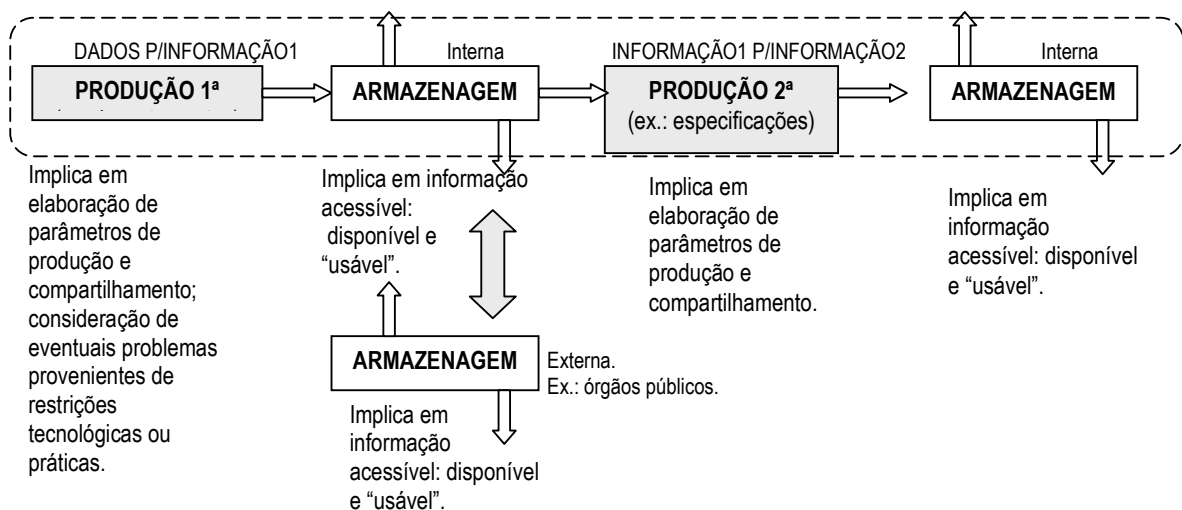 DADOS P/INFORMAÇÃO1
PRODUÇÃO 1ª
Interna
ARMAZENAGEM
INFORMAÇÃO1 P/INFORMAÇÃO2
PRODUÇÃO 2ª
(ex.: especificações)
Interna
ARMAZENAGEM
Implica em
elaboração de
parâmetros de
produção e
compartilhamento;
consideração de
eventuais problemas
provenientes de
restrições
tecnológicas ou
práticas.
Implica em informação
acessível:
disponível e
“usável”.
ARMAZENAGEM
Externa.
Ex.: órgãos públicos.
Implica em
informação
acessível: disponível
e “usável”.
Implica em
elaboração de
parâmetros de
produção e
compartilhamento.
Implica em
informação
acessível: disponível
e “usável”.